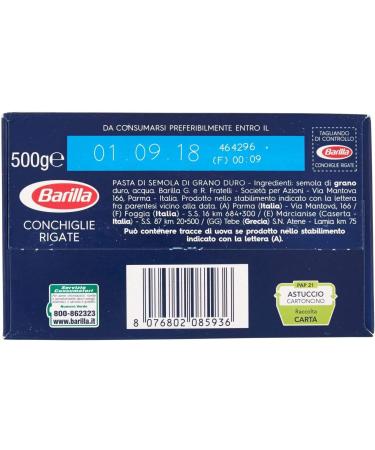 DA CONSUMARSI PREFERIBILMENTE ENTRO IL
500g e
01.09.18
464296
(F) 00:09
TAGLIANDO
DI CONTROLLO
Barilla
CONCHIGLIE RIGATE
Barilla
CONCHIGLIE
RIGATE
PASTA DI SEMOLA DI GRANO DURO - Ingredienti: semola di grano
duro, acqua. Barilla G. e R. Fratelli - Società per Azioni - Via Mantova,
166, Parma - Italia. Prodotto nello stabilimento indicato con la lettera
fra parentesi vicino alla data. (A) Parma (Italia) - Via Mantova, 166 /
(F) Foggia (Italia) - S.S. 16 km 684+300 / (E) Marcianise (Caserta -
Italia) - S.S. 87 km 20+500 / (GG) Tebe (Grecia) S.N. Atene - Lamia km 75
Può contenere tracce di uova se prodotto nello stabilimento
indicato con la lettera (A).
Servizio
Consumatori
Numero Verde
800-862323
www.barilla.it
8 076802 085936
PAP 21
ASTUCCIO
CARTONCINO
Raccolta
CARTA